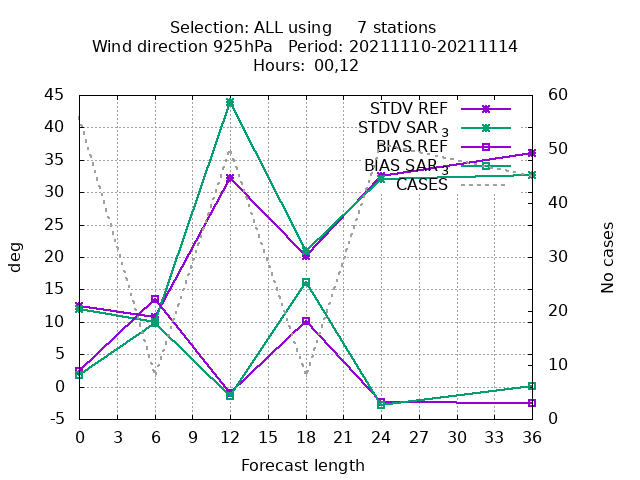 Selection: ALL using     7 stations
Wind direction 925hPa   Period: 20211110-20211114
Hours: 00,12
45
40
35
30
25
20
15
10
5
0
-5
60
50
40
30
20
10
0
STDV REF
STDV SAR 3
BIAS REF
BIAS SAR 3
CASES
deg
No cases
0 3 6 9 12 15 18 21 24 27 30 33 36
Forecast length